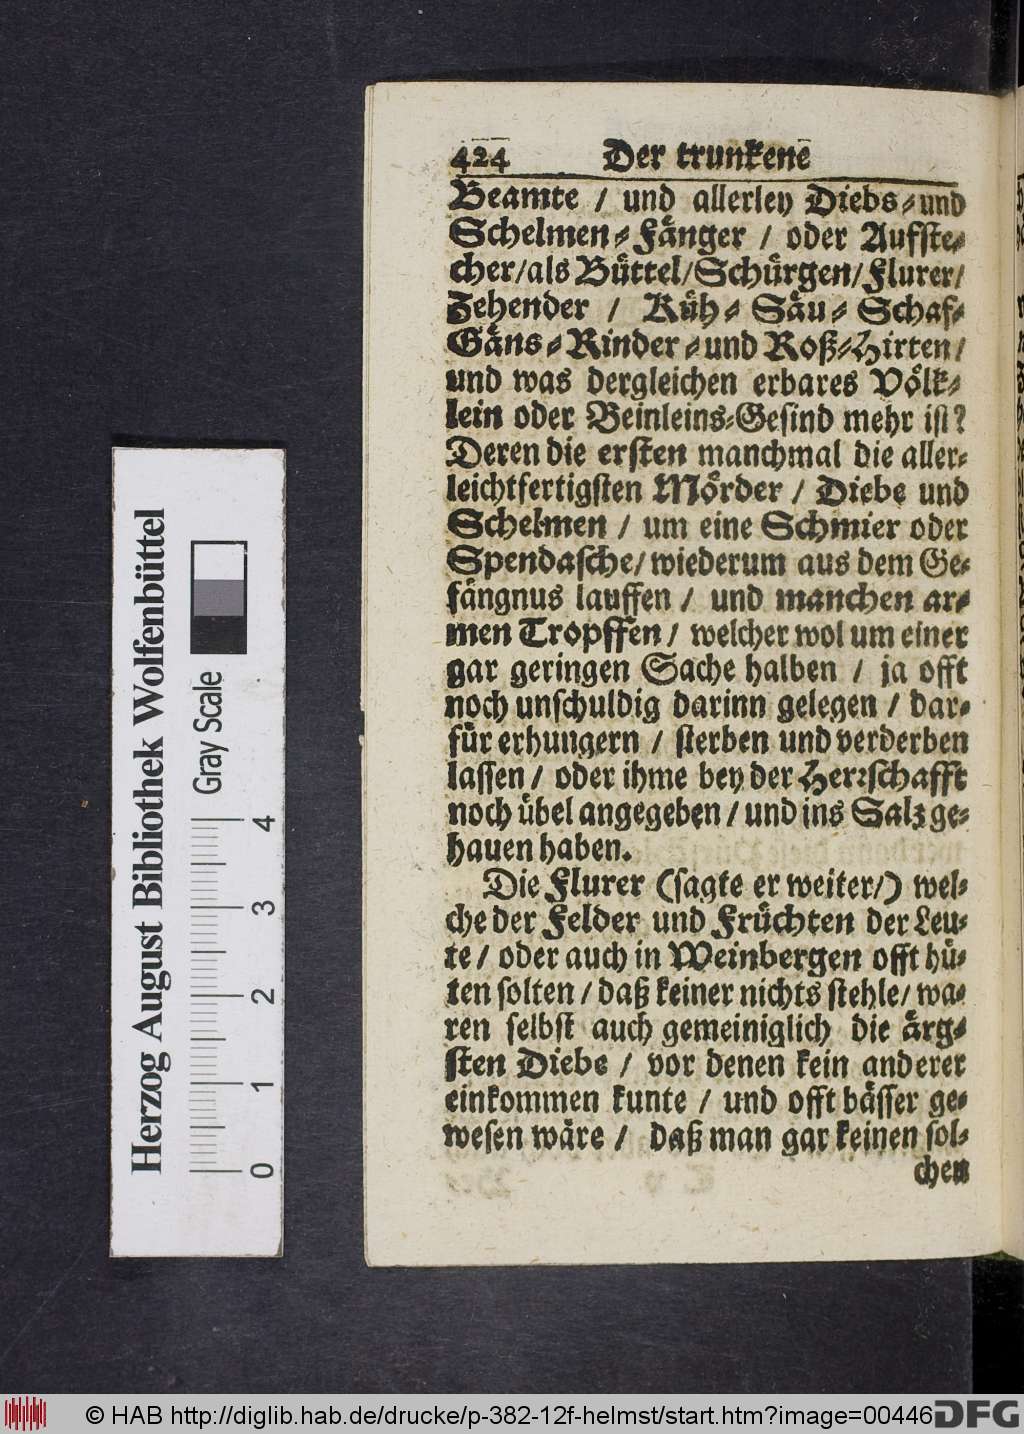 424 Der trunkene
Beamte / und allerley Diebs-und
Schelmen-Fänger / oder Aufste-
cher/als Büttel/Schürgen/Flurer/
Zehender / Küh- Säu- Schaf-
Gäns-Rinder-und Roß-Hirten/
und was dergleichen erbares Völk-
lein oder Beinleins-Gesind mehr ist?
Deren die ersten manchmal die aller-
leichtfertigsten Mörder / Diebe und
Schelmen / um eine Schmier oder
Spendasche/ wiederum aus dem Ge-
fängnus lauffen / und manchen ar-
men Tropffen / welcher wol um einer
gar geringen Sache halben / ja offt
noch unschuldig darinn gelegen / dar-
für erhungern / sterben und verderben
lassen / oder ihme bey der Herrschafft
noch übel angegeben / und ins Salz ge-
hauen haben.
Die Flurer (sagte er weiter/) wel-
che der Felder und Früchten der Leu-
te / oder auch in Weinbergen offt hü-
ten solten / daß keiner nichts stehle/ wa-
ren selbst auch gemeiniglich die ärg-
sten Diebe / vor denen kein anderer
einkommen kunte / und offt bässer ge-
wesen wäre / daß man gar keinen sol-
chen
Herzog August Bibliothek Wolfenbüttel
Gray Scale
0 1 2 3 4
© HAB http://diglib.hab.de/drucke/p-382-12f-helmst/start.htm?image=00446
DFG